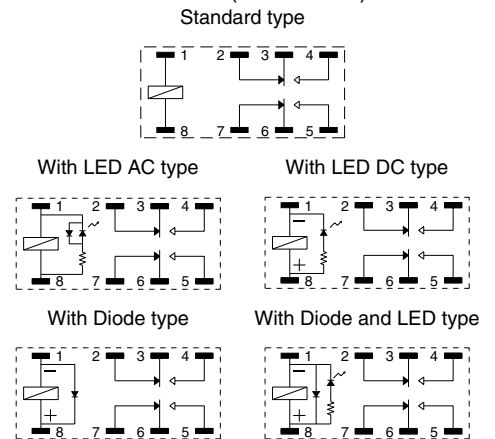 Standard type
1 2 3 4
8 7 6 5
With LED AC type With LED DC type
1 2 3 4 1 2 3 4
8 7 6 5 8 7 6 5
With Diode type With Diode and LED type
1 2 3 4 1 2 3 4
8 7 6 5 8 7 6 5